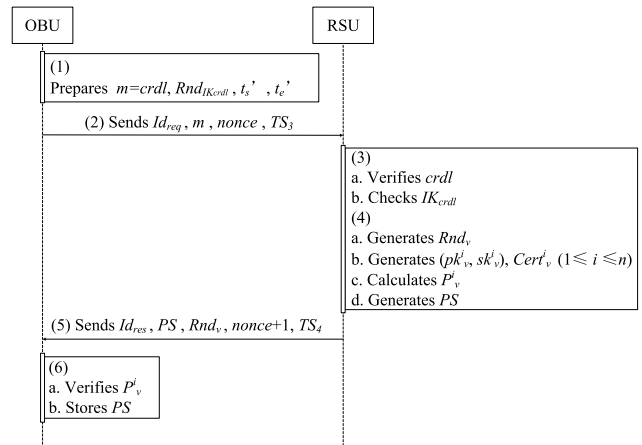 OBU
RSU
(1)
Prepares m=crdl, Rnd_IKcrdl , t_s’ , t_e’
(2) Sends Id_req , m , nonce , TS_3
(3)
a. Verifies crdl
b. Checks IK_crdl
(4)
a. Generates Rnd_v
b. Generates (pk^i_v, sk^i_v), Cert^i_v (1≤ i ≤n)
c. Calculates P^i_v
d. Generates PS
(5) Sends Id_res , PS , Rnd_v , nonce+1, TS_4
(6)
a. Verifies P^i_v
b. Stores PS